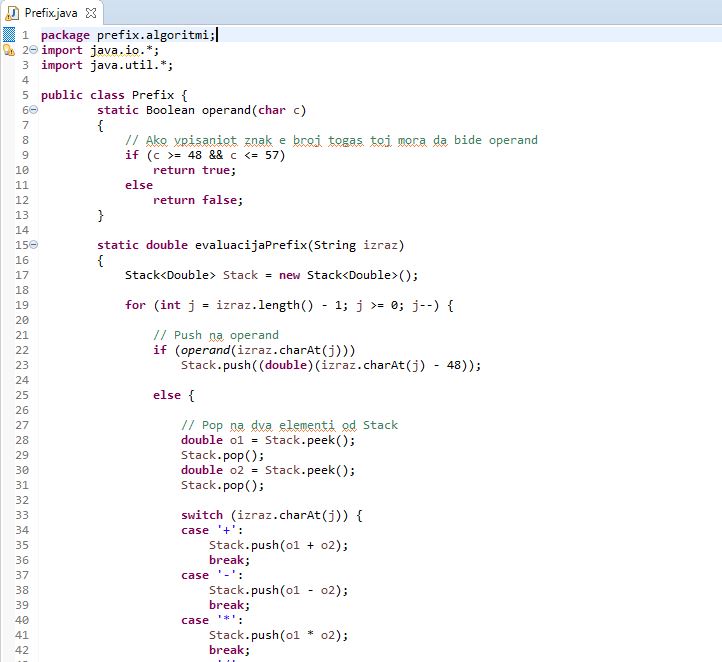 Prefix.java
1 package prefix.algoritmi;
2 import java.io.*;
3 import java.util.*;
4
5 public class Prefix {
6 static Boolean operand(char c)
7 {
8 // Ako vpisaniot znak e broj togas toj mora da bide operand
9 if (c >= 48 && c <= 57)
10 return true;
11 else
12 return false;
13 }
14
15 static double evaluacijaPrefix(String izraz)
16 {
17 Stack<Double> Stack = new Stack<Double>();
18
19 for (int j = izraz.length() - 1; j >= 0; j--) {
20
21 // Push na operand
22 if (operand(izraz.charAt(j)))
23 Stack.push((double)(izraz.charAt(j) - 48));
24
25 else {
26
27 // Pop na dva elementi od Stack
28 double o1 = Stack.peek();
29 Stack.pop();
30 double o2 = Stack.peek();
31 Stack.pop();
32
33 switch (izraz.charAt(j)) {
34 case '+':
35 Stack.push(o1 + o2);
36 break;
37 case '-':
38 Stack.push(o1 - o2);
39 break;
40 case '*':
41 Stack.push(o1 * o2);
42 break;